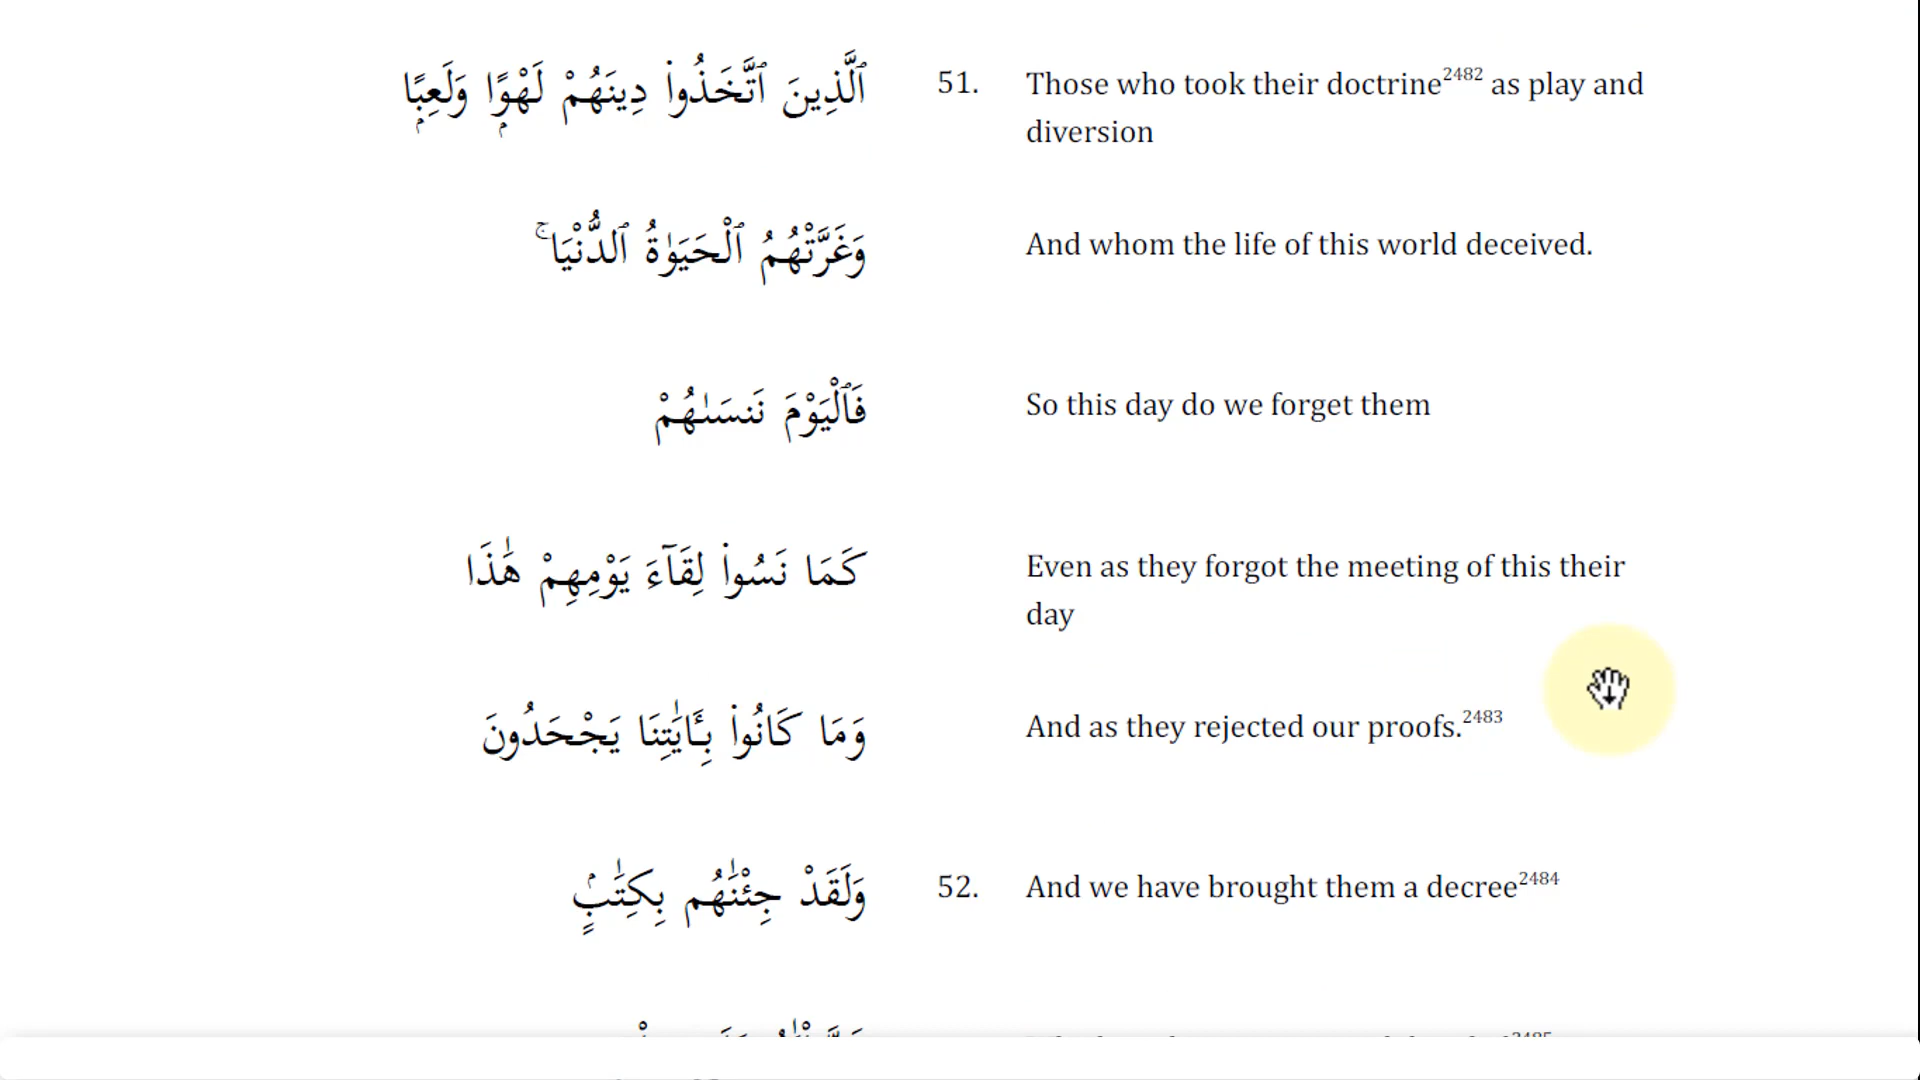 ٱلَّذِينَ ٱتَّخَذُوا۟ دِينَهُمْ لَهْوًۭا وَلَعِبًۭا
51. Those who took their doctrine2482 as play and
diversion
وَغَرَّتْهُمُ ٱلْحَيَوٰةُ ٱلدُّنْيَا ۚ
And whom the life of this world deceived.
فَٱلْيَوْمَ نَنسَىٰهُمْ
So this day do we forget them
كَمَا نَسُوا۟ لِقَآءَ يَوْمِهِمْ هَٰذَا
Even as they forgot the meeting of this their
day
وَمَا كَانُوا۟ بِـَٔايَٰتِنَا يَجْحَدُونَ
And as they rejected our proofs.2483
وَلَقَدْ جِئْنَٰهُم بِكِتَٰبٍۢ
52. And we have brought them a decree2484